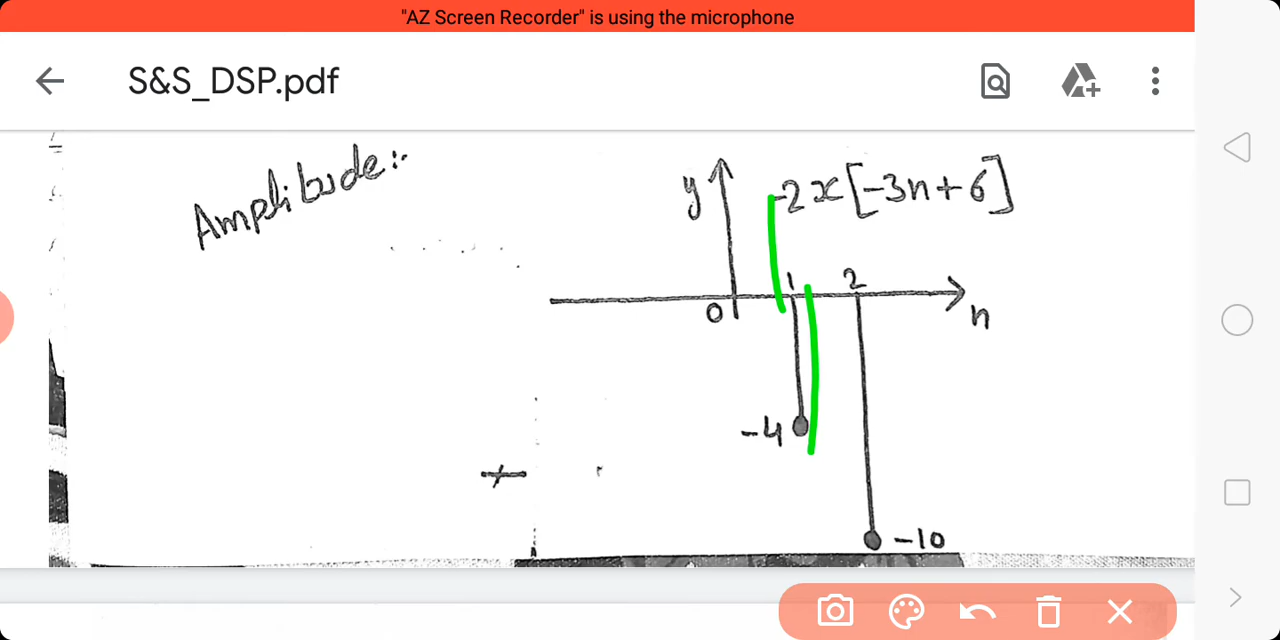 "AZ Screen Recorder" is using the microphone
S&S_DSP.pdf
Amplitude:-
y
-2x[-3n+6]
1 2
0
n
-4
-10